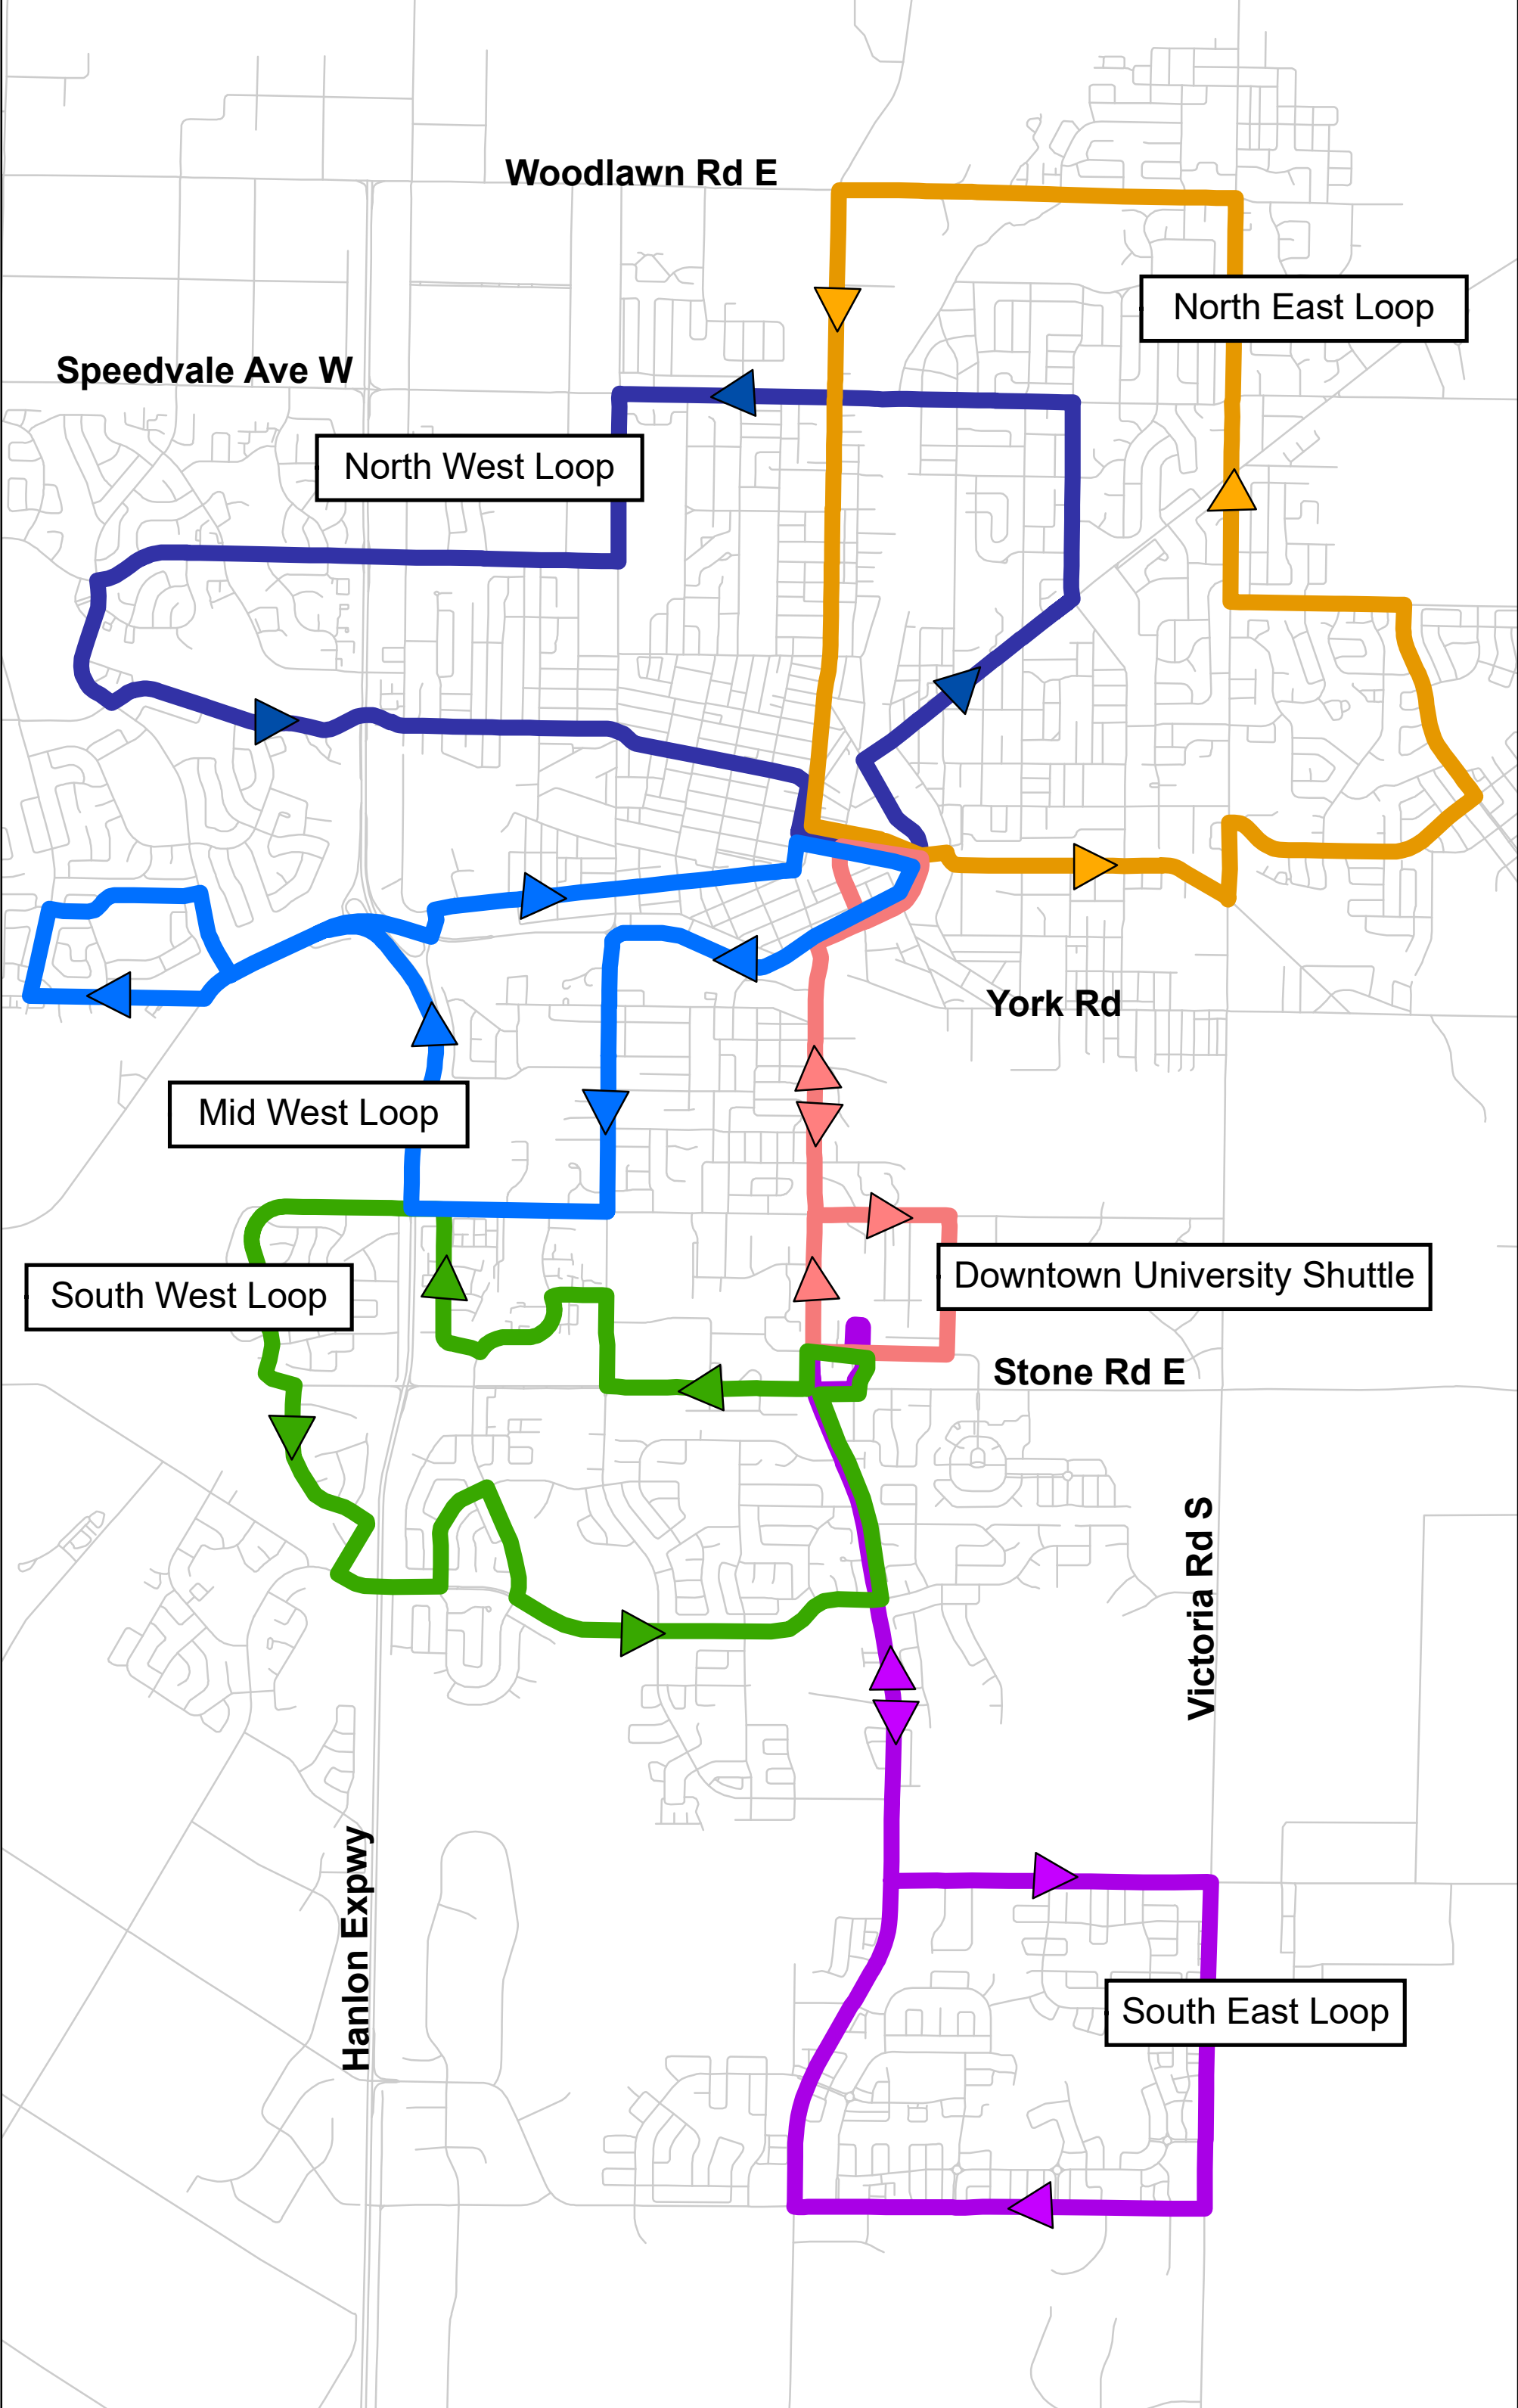 Woodlawn Rd E
North East Loop
Speedvale Ave W
North West Loop
York Rd
Mid West Loop
Downtown University Shuttle
South West Loop
Stone Rd E
Victoria Rd S
Hanlon Expwy
South East Loop